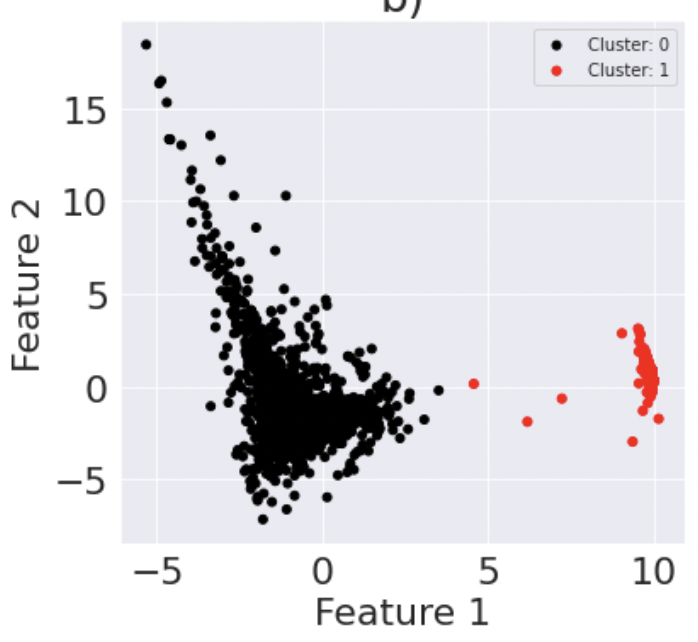 b)
Cluster: 0
Cluster: 1
15
10
5
0
−5
Feature 2
−5 0 5 10
Feature 1